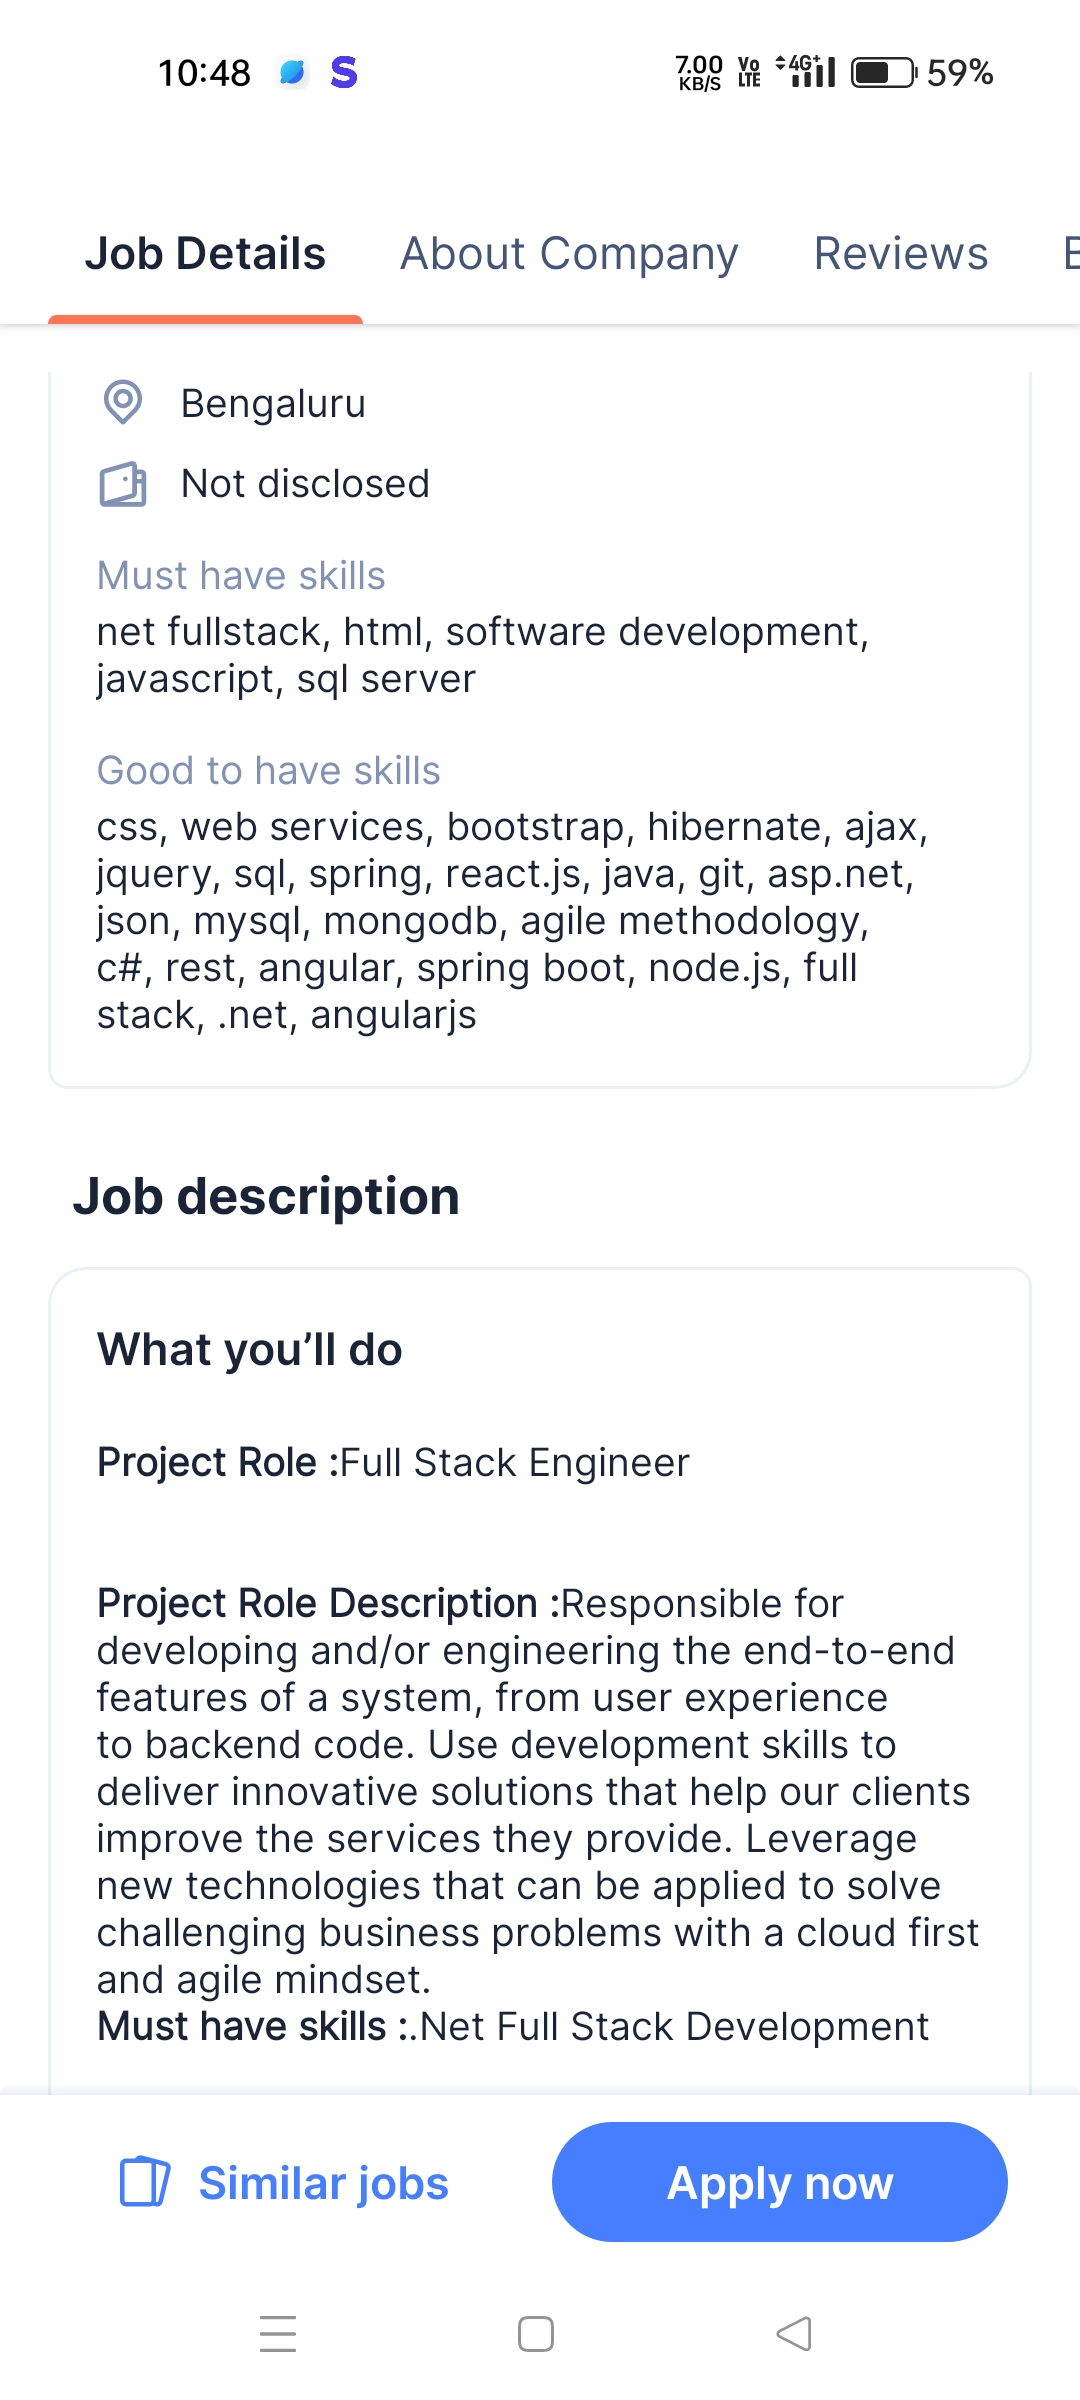 10:48 S 7.00 KB/S Vo LTE 4G+ 59%
Job Details About Company Reviews
Bengaluru
Not disclosed
Must have skills
net fullstack, html, software development,
javascript, sql server
Good to have skills
css, web services, bootstrap, hibernate, ajax,
jquery, sql, spring, react.js, java, git, asp.net,
json, mysql, mongodb, agile methodology,
c#, rest, angular, spring boot, node.js, full
stack, .net, angularjs
Job description
What you’ll do
Project Role :Full Stack Engineer
Project Role Description :Responsible for
developing and/or engineering the end-to-end
features of a system, from user experience
to backend code. Use development skills to
deliver innovative solutions that help our clients
improve the services they provide. Leverage
new technologies that can be applied to solve
challenging business problems with a cloud first
and agile mindset.
Must have skills :.Net Full Stack Development
Similar jobs Apply now